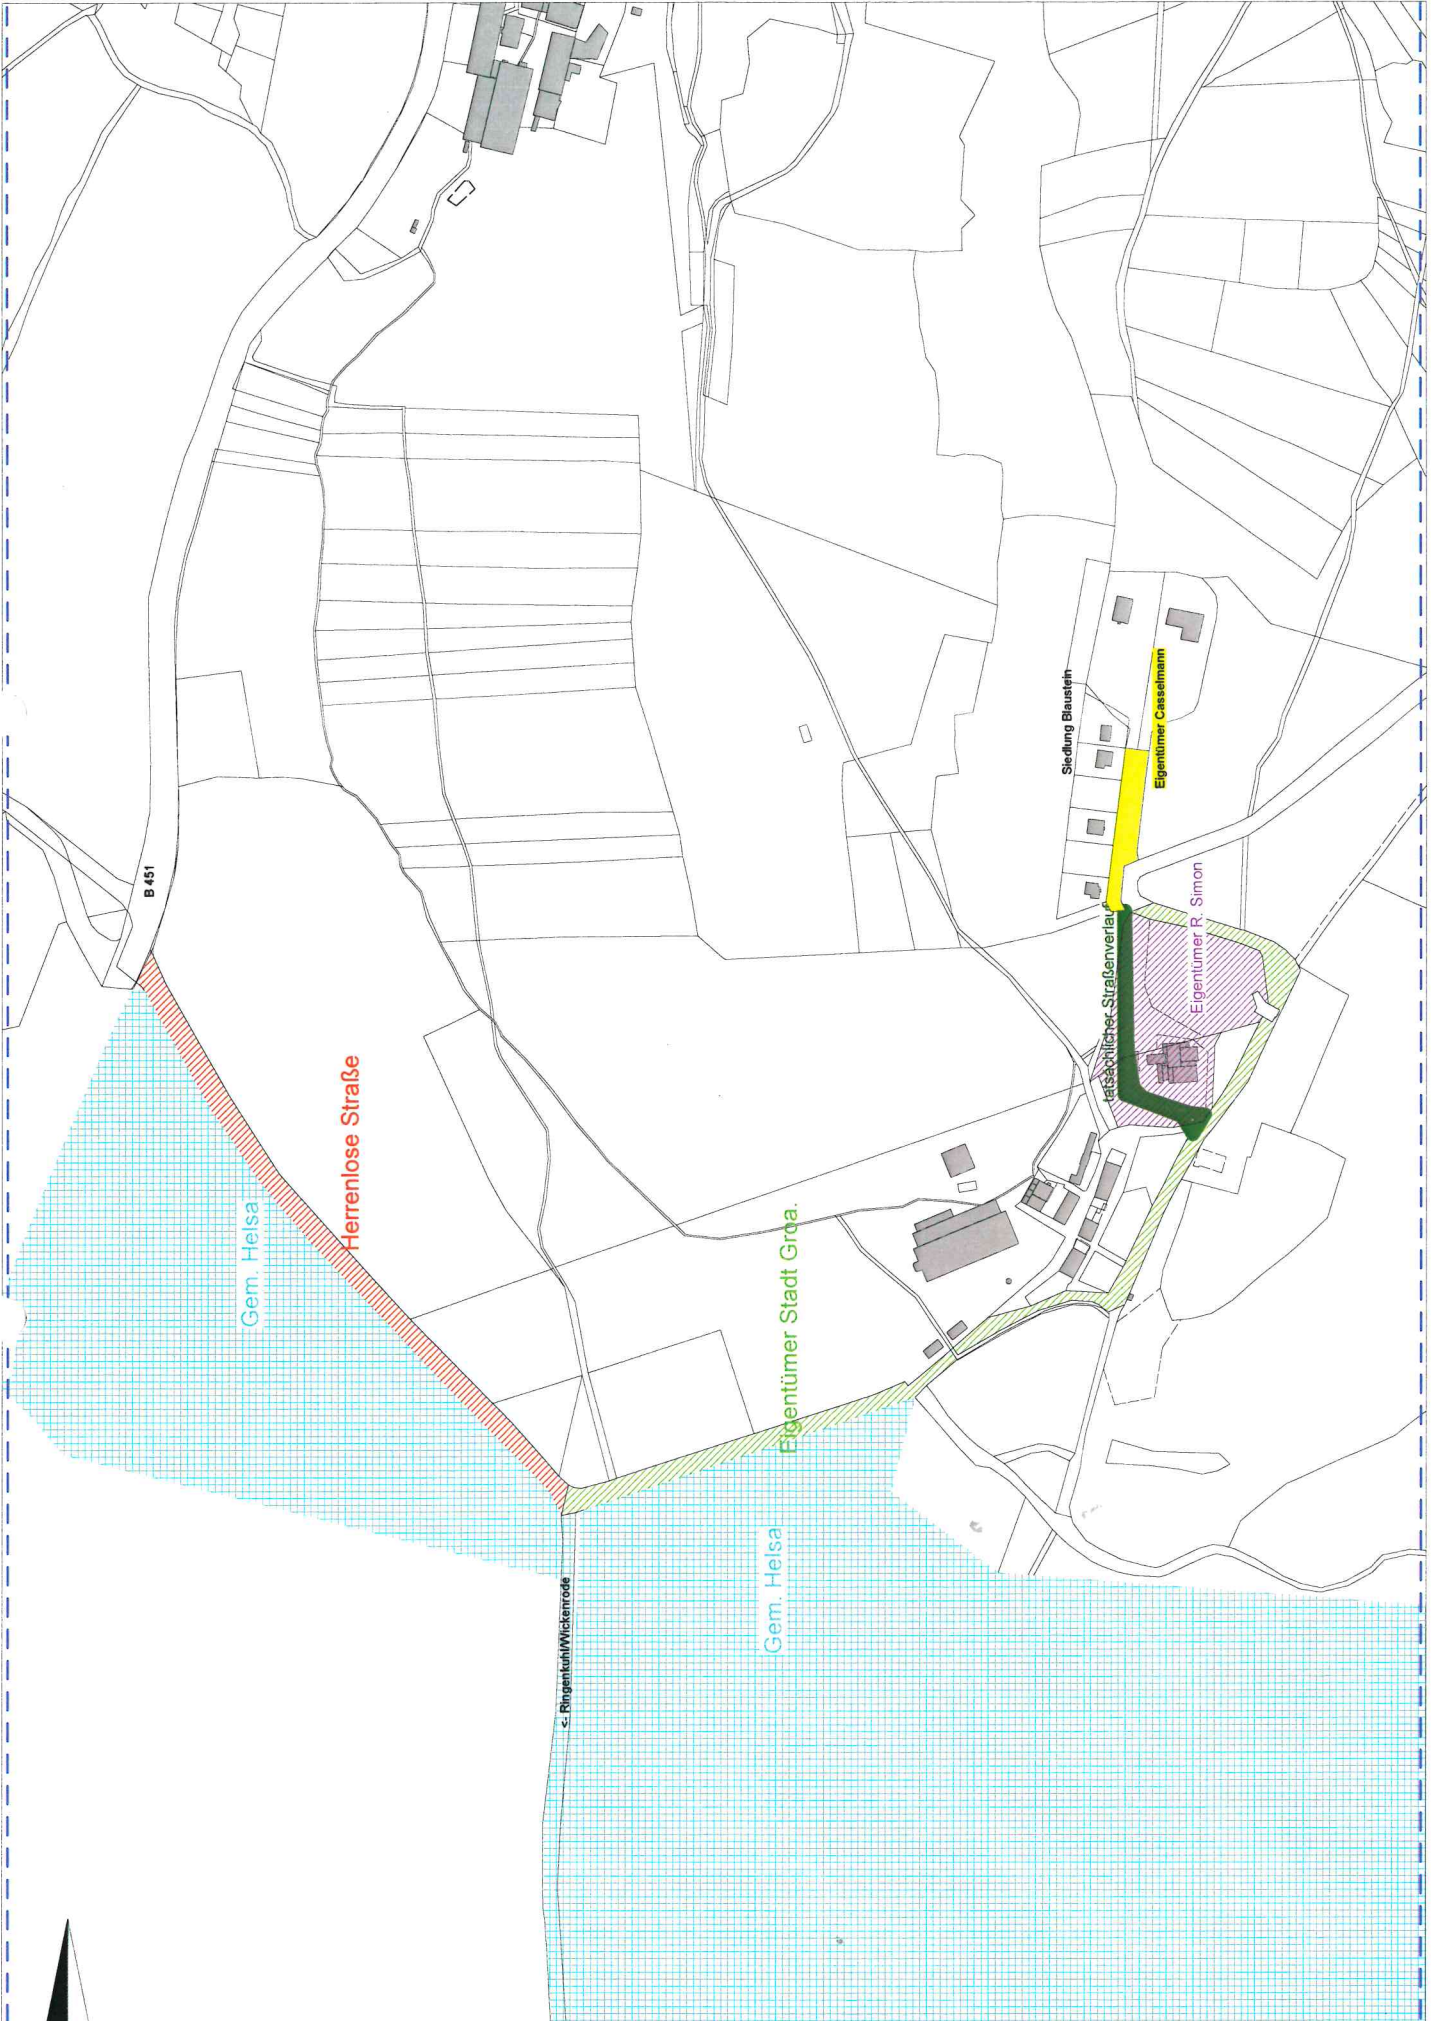 B 451
Herrenlose Straße
Gem. Helsa
Siedlung Blaustein
Eigentümer Casselmann
Eigentümer R. Simon
tatsächlicher Straßenverlauf
Eigentümer Stadt Groa.
Gem. Helsa
<- Ringenkuhl/Wickenrode